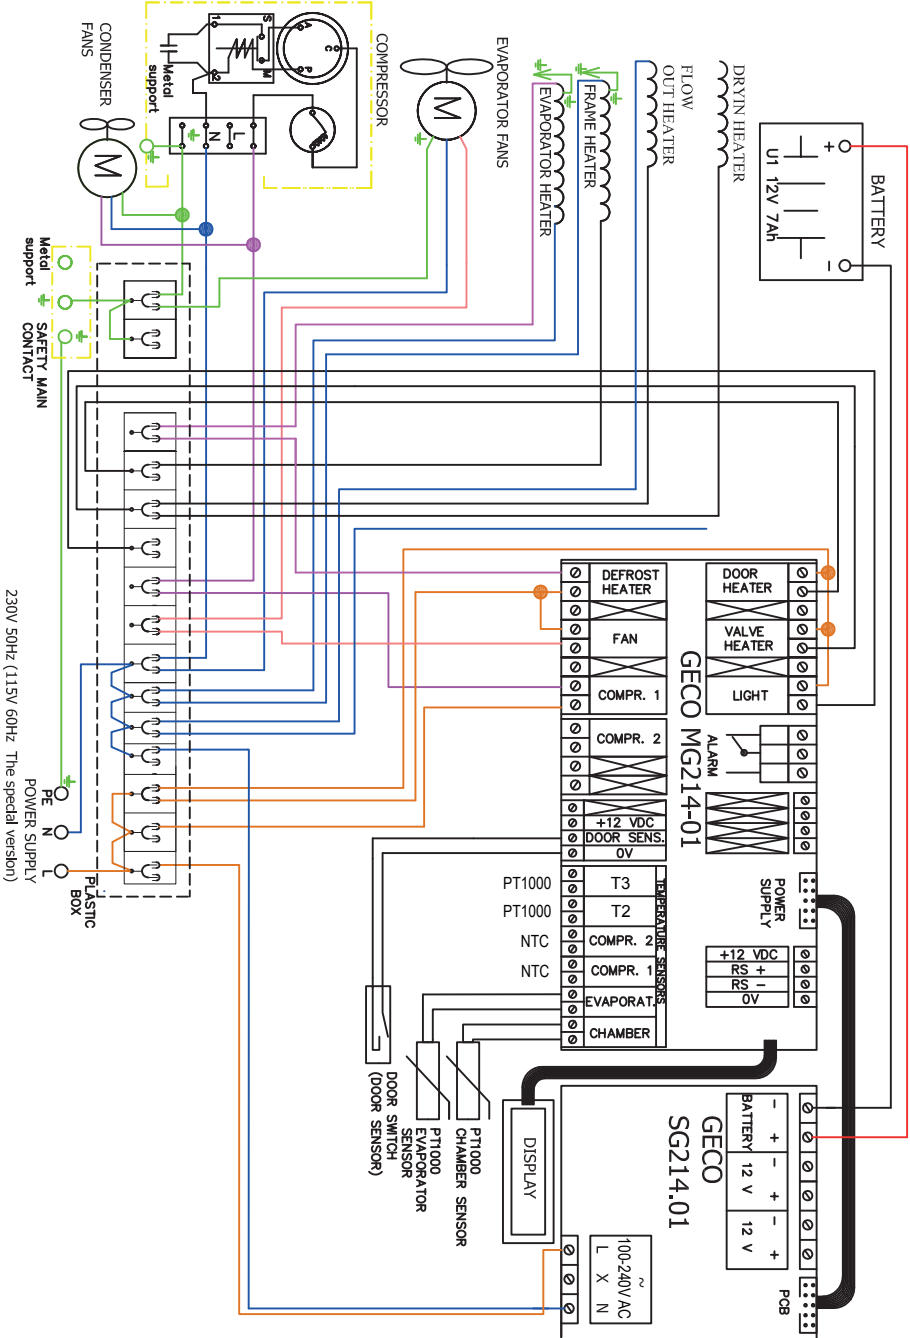 CONDENSER
FANS
COMPRESSOR
1
2
S
M
A
C
P
Metal
support
N
L
M
EVAPORATOR FANS
M
EVAPORATOR HEATER
FRAME HEATER
FLOW
OUT HEATER
DRYIN HEATER
BATTERY
+
-
U1 12V 7Ah
Metal
support
SAFETY MAIN
CONTACT
PLASTIC
BOX
PE
N
L
POWER SUPPLY
230V 50Hz (115V 60Hz The special version)
GECO MG214-01
DEFROST
HEATER
FAN
COMPR. 1
COMPR. 2
+12 VDC
DOOR SENS.
0V
TEMPERATURE SENSORS
T3
T2
COMPR. 2
COMPR. 1
EVAPORAT.
CHAMBER
PT1000
PT1000
NTC
NTC
DOOR
HEATER
VALVE
HEATER
LIGHT
ALARM
POWER
SUPPLY
+12 VDC
RS +
RS -
0V
DOOR SWITCH
(DOOR SENSOR)
PT1000
EVAPORATOR
SENSOR
PT1000
CHAMBER SENSOR
DISPLAY
GECO
SG214.01
- +
BATTERY
- +
12 V
- +
12 V
PCB
~
100-240V AC
L X N